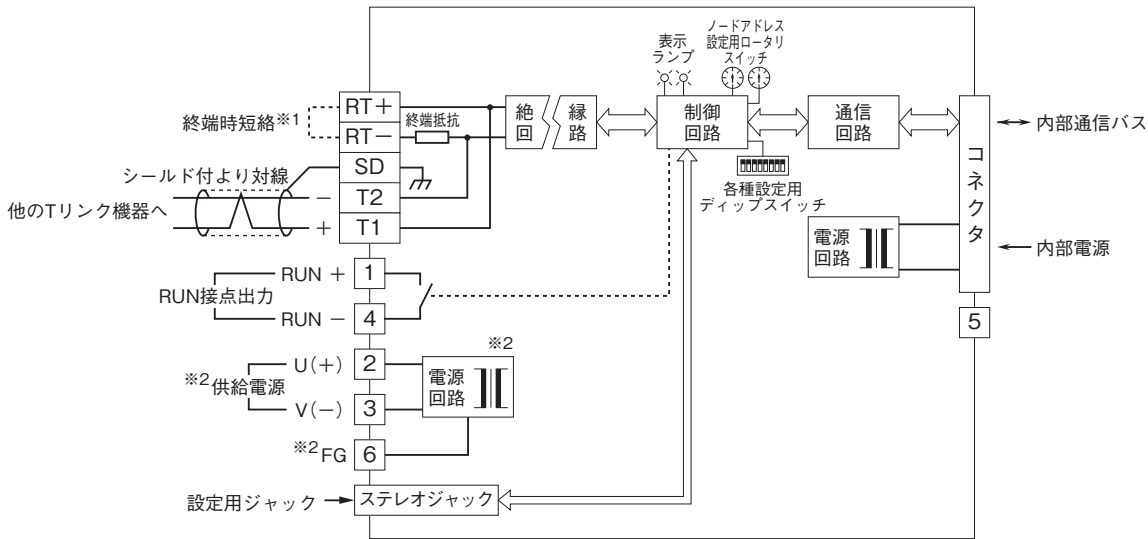 表示
ランプ
ノードアドレス
設定用ロータリ
スイッチ
RT+
終端時短絡※1
RT−
終端抵抗
SD
シールド付より対線
T2
−
他のTリンク機器へ
T1
+
絶 縁
回 路
制御
回路
通信
回路
コネクタ
内部通信バス
各種設定用
ディップスイッチ
電源
回路
内部電源
5
RUN + 1
RUN接点出力
RUN − 4
※2
U(+) 2
※2供給電源
電源
回路
V(−) 3
※2FG 6
設定用ジャック
ステレオジャック